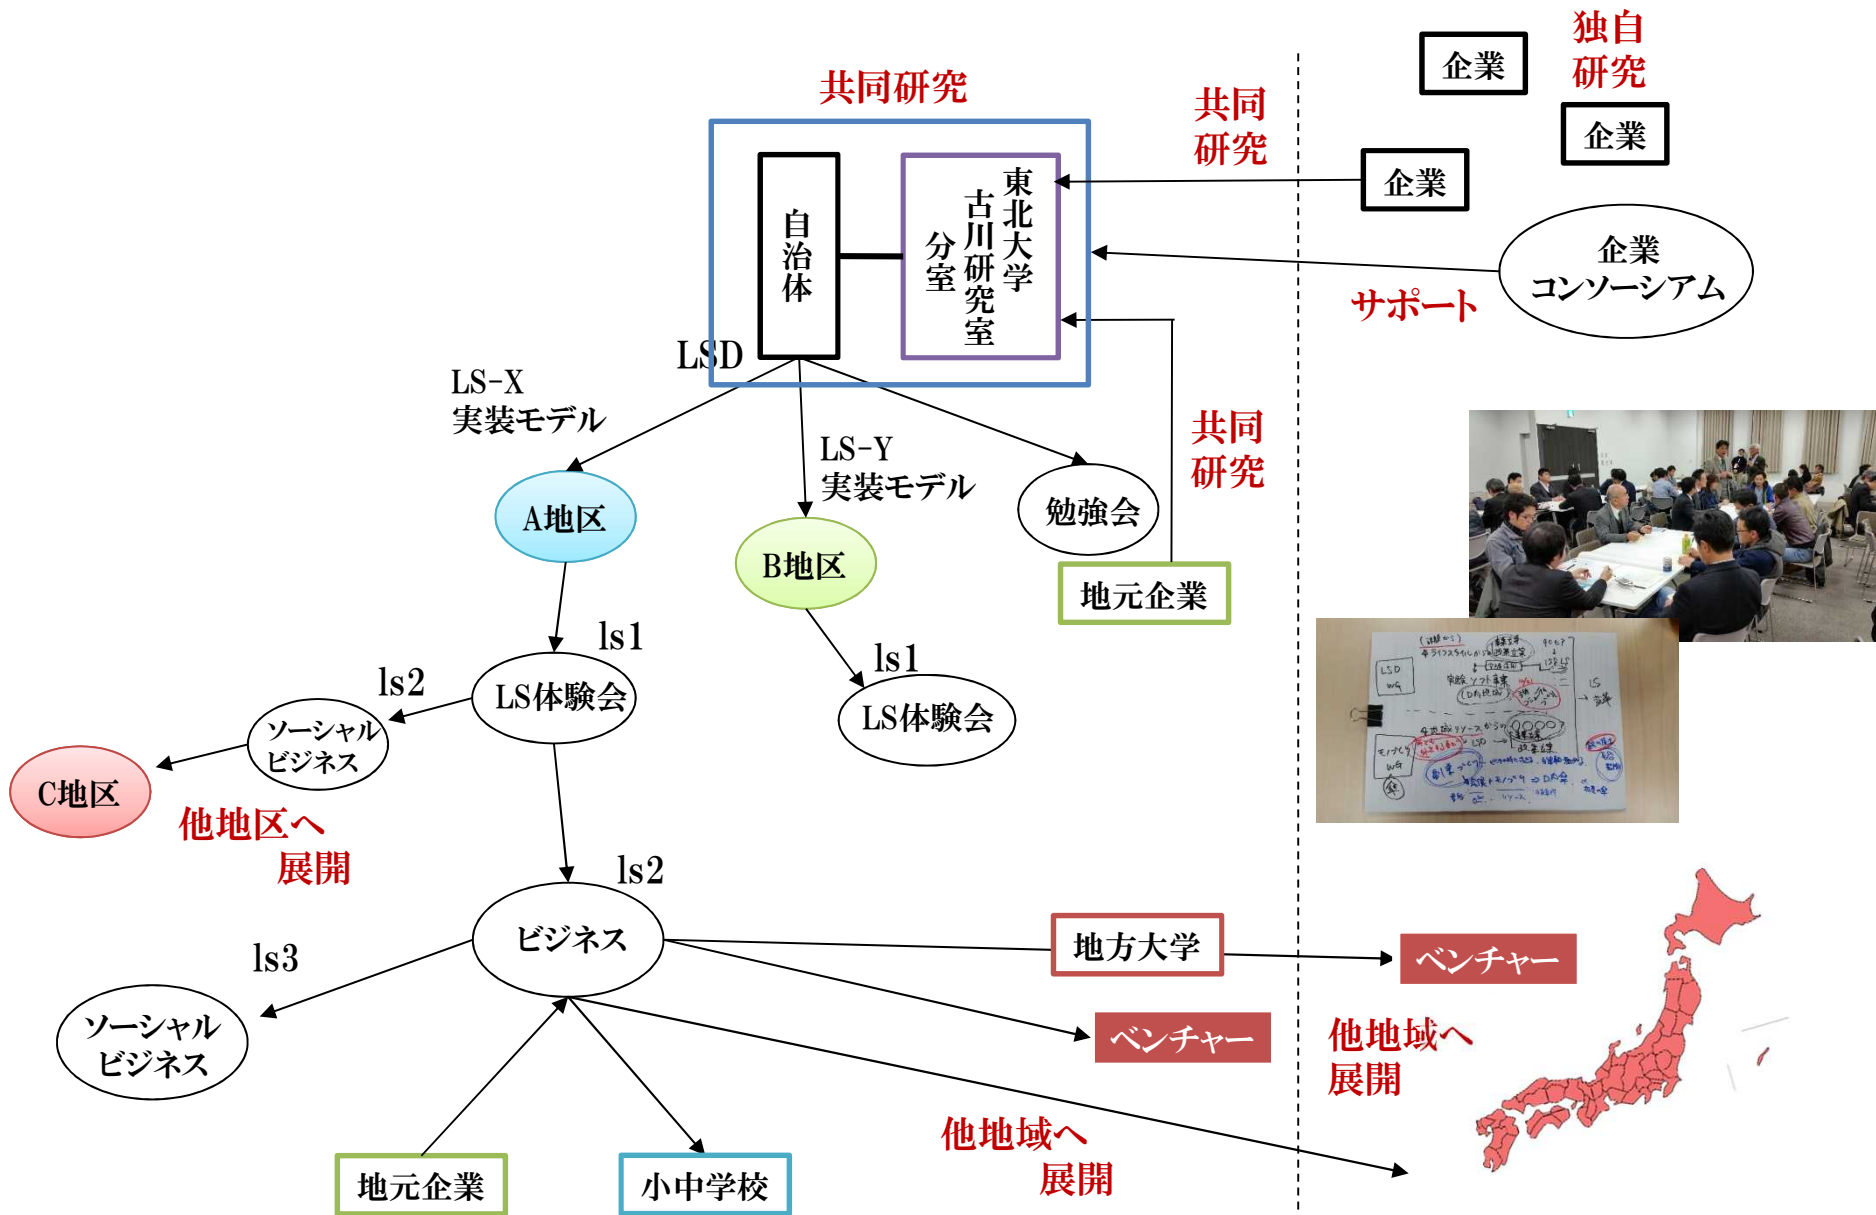 独自
研究
企業
企業
企業
共同研究
共同
研究
自治体
東北大学
古川研究室
分室
企業
コンソーシアム
サポート
LSD
LS-X
実装モデル
LS-Y
実装モデル
共同
研究
A地区
B地区
勉強会
地元企業
ls1
LS体験会
ls1
LS体験会
ls2
ソーシャル
ビジネス
C地区
他地区へ
展開
ls2
ビジネス
ls3
ソーシャル
ビジネス
地方大学
ベンチャー
ベンチャー
他地域へ
展開
他地域へ
展開
地元企業
小中学校
LSD
WG
モノづくり
WG